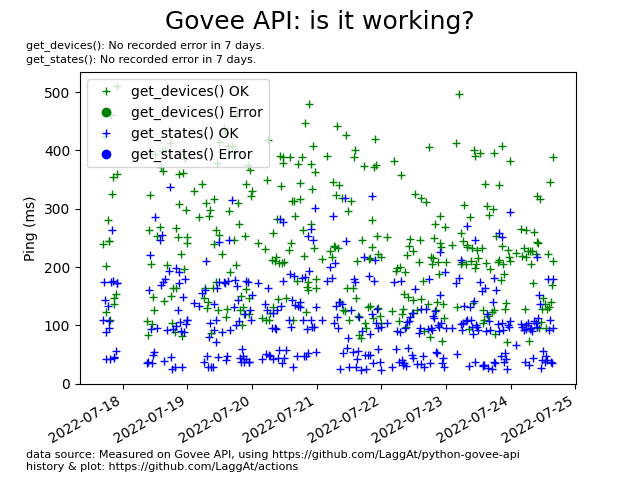 Govee API: is it working?
get_devices(): No recorded error in 7 days.
get_states(): No recorded error in 7 days.
get_devices() OK
get_devices() Error
get_states() OK
get_states() Error
Ping (ms)
500
400
300
200
100
0
2022-07-18
2022-07-19
2022-07-20
2022-07-21
2022-07-22
2022-07-23
2022-07-24
2022-07-25
data source: Measured on Govee API, using https://github.com/LaggAt/python-govee-api
history & plot: https://github.com/LaggAt/actions